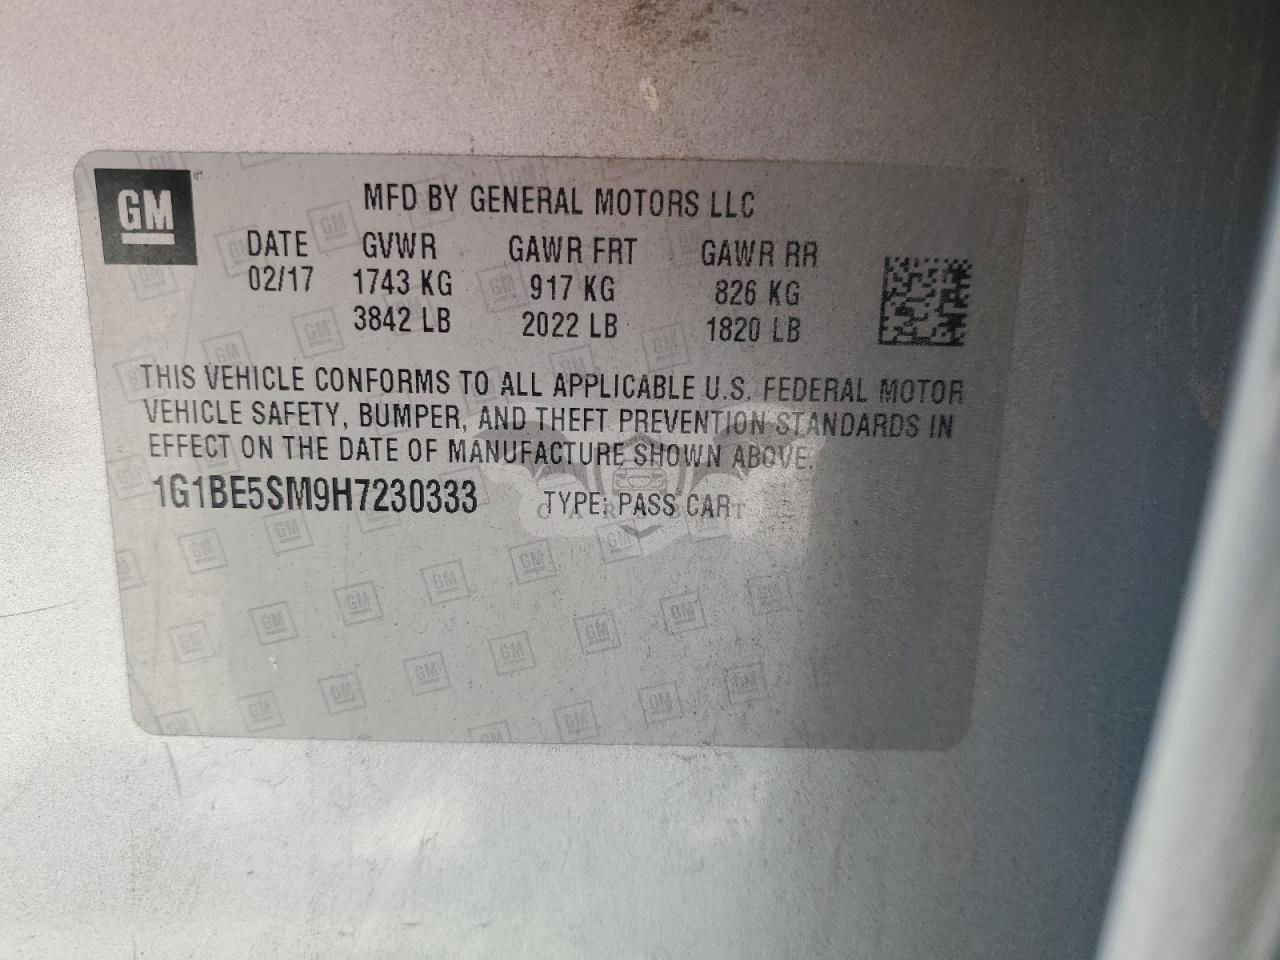 GM
MFD BY GENERAL MOTORS LLC
DATE GVWR GAWR FRT GAWR RR
02/17 1743 KG 917 KG 826 KG
3842 LB 2022 LB 1820 LB
THIS VEHICLE CONFORMS TO ALL APPLICABLE U.S. FEDERAL MOTOR
VEHICLE SAFETY, BUMPER, AND THEFT PREVENTION STANDARDS IN
EFFECT ON THE DATE OF MANUFACTURE SHOWN ABOVE.
1G1BE5SM9H7230333 TYPE: PASS CAR